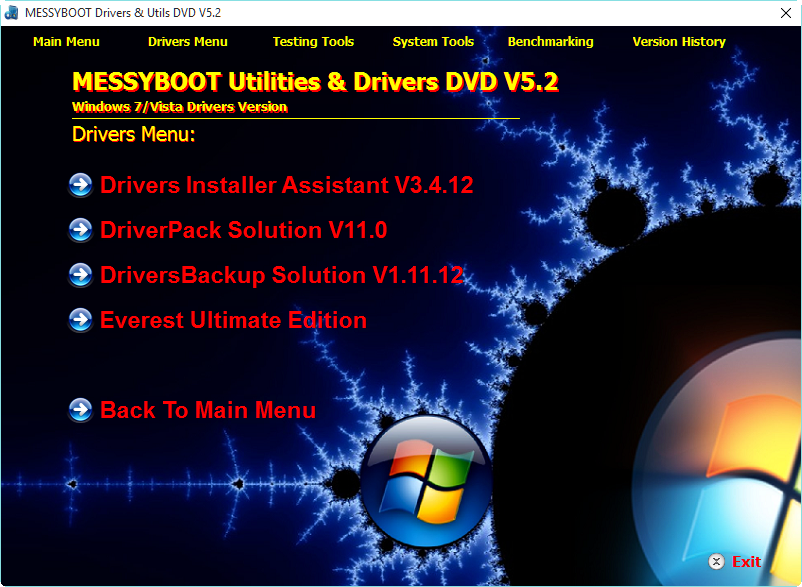 MESSYBOOT Drivers & Utils DVD V5.2
Main Menu Drivers Menu Testing Tools System Tools Benchmarking Version History
MESSYBOOT Utilities & Drivers DVD V5.2
Windows 7/Vista Drivers Version
Drivers Menu:
Drivers Installer Assistant V3.4.12
DriverPack Solution V11.0
DriversBackup Solution V1.11.12
Everest Ultimate Edition
Back To Main Menu
Exit